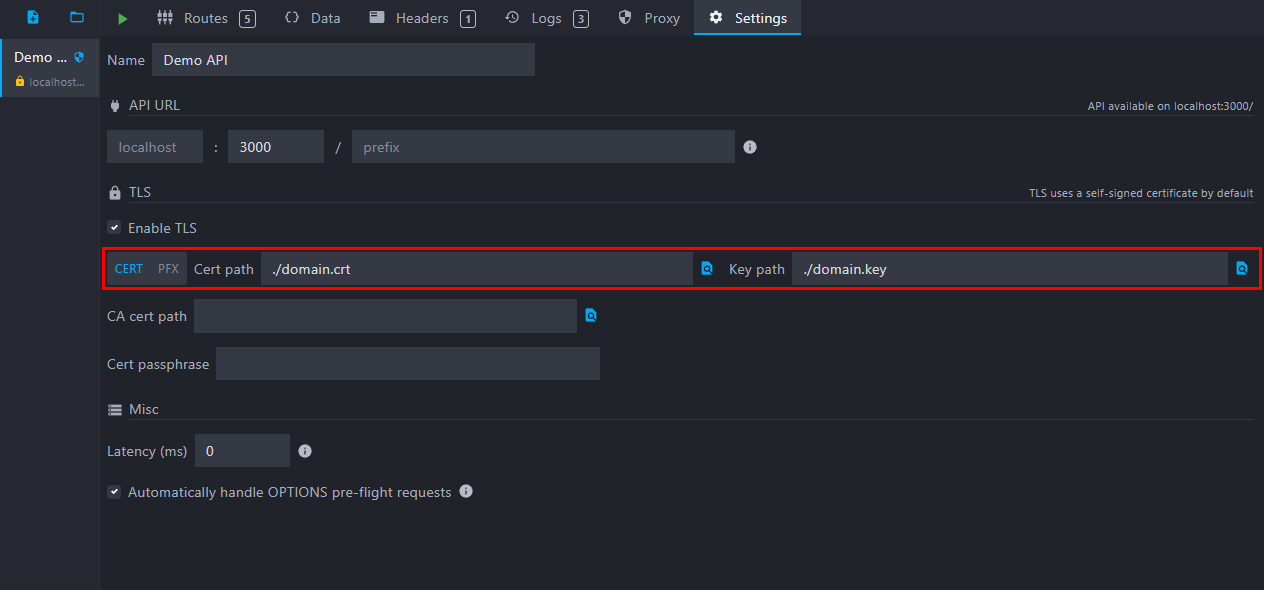 Routes 5 Data Headers 1 Logs 3 Proxy Settings
Demo ...
localhost...
Name Demo API
API URL API available on localhost:3000/
localhost : 3000 / prefix
TLS TLS uses a self-signed certificate by default
Enable TLS
CERT PFX Cert path ./domain.crt Key path ./domain.key
CA cert path
Cert passphrase
Misc
Latency (ms) 0
Automatically handle OPTIONS pre-flight requests